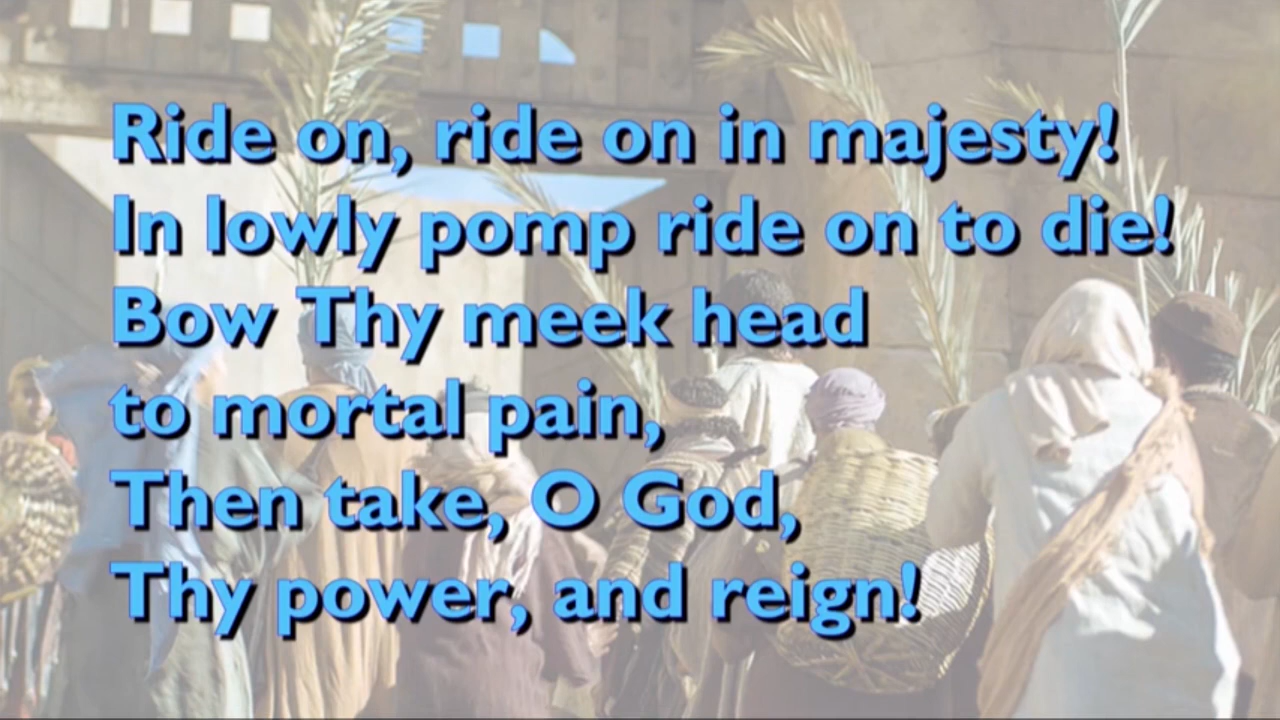 Ride on, ride on in majesty!
In lowly pomp ride on to die!
Bow Thy meek head
to mortal pain,
Then take, O God,
Thy power, and reign!